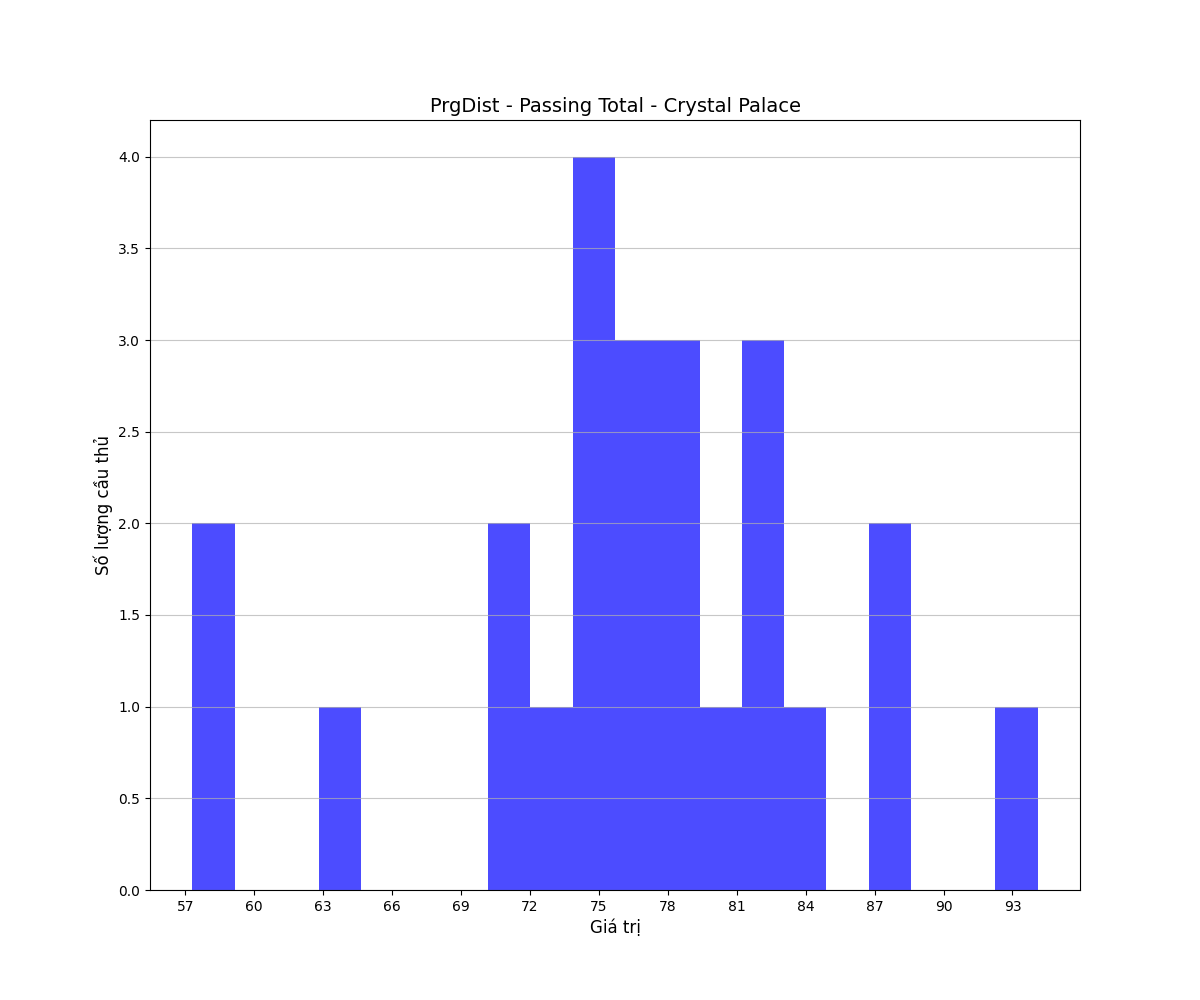 PrgDist - Passing Total - Crystal Palace
4.0
3.5
3.0
2.5
2.0
1.5
1.0
0.5
0.0
Số lượng cầu thủ
57 60 63 66 69 72 75 78 81 84 87 90 93
Giá trị